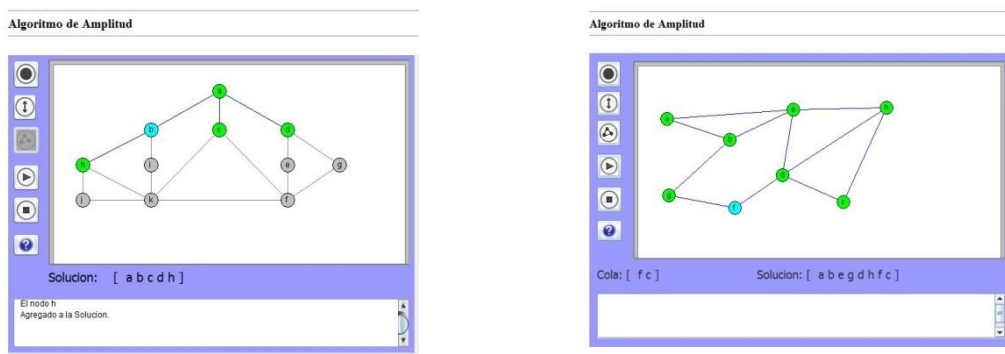 Algoritmo de Amplitud
a
b
c
d
h
i
e
g
j
k
f
Solucion: [ a b c d h ]
El nodo h
Agregado a la Solucion.
Algoritmo de Amplitud
h
d
g
f
c
Cola: [ f c ]
Solucion: [ a b e g d h f c ]